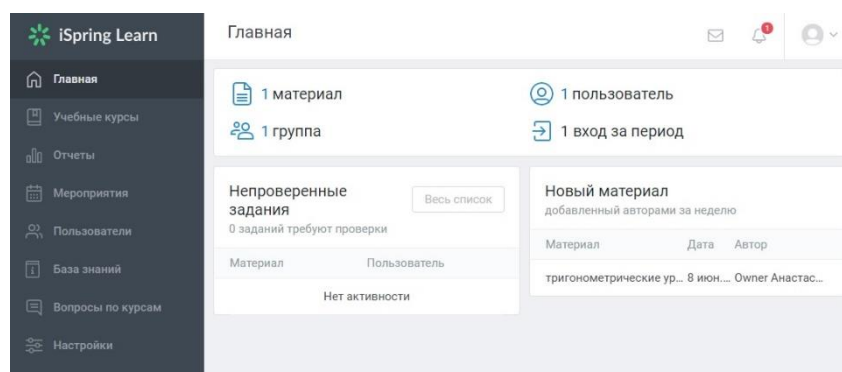 iSpring Learn
Главная
1
Главная
Учебные курсы
Отчеты
Мероприятия
Пользователи
База знаний
Вопросы по курсам
Настройки
1 материал
1 пользователь
1 группа
1 вход за период
Непроверенные
задания
Весь список
0 заданий требуют проверки
Материал Пользователь
Нет активности
Новый материал
добавленный авторами за неделю
Материал Дата Автор
тригонометрические ур... 8 июн.... Owner Анастас...